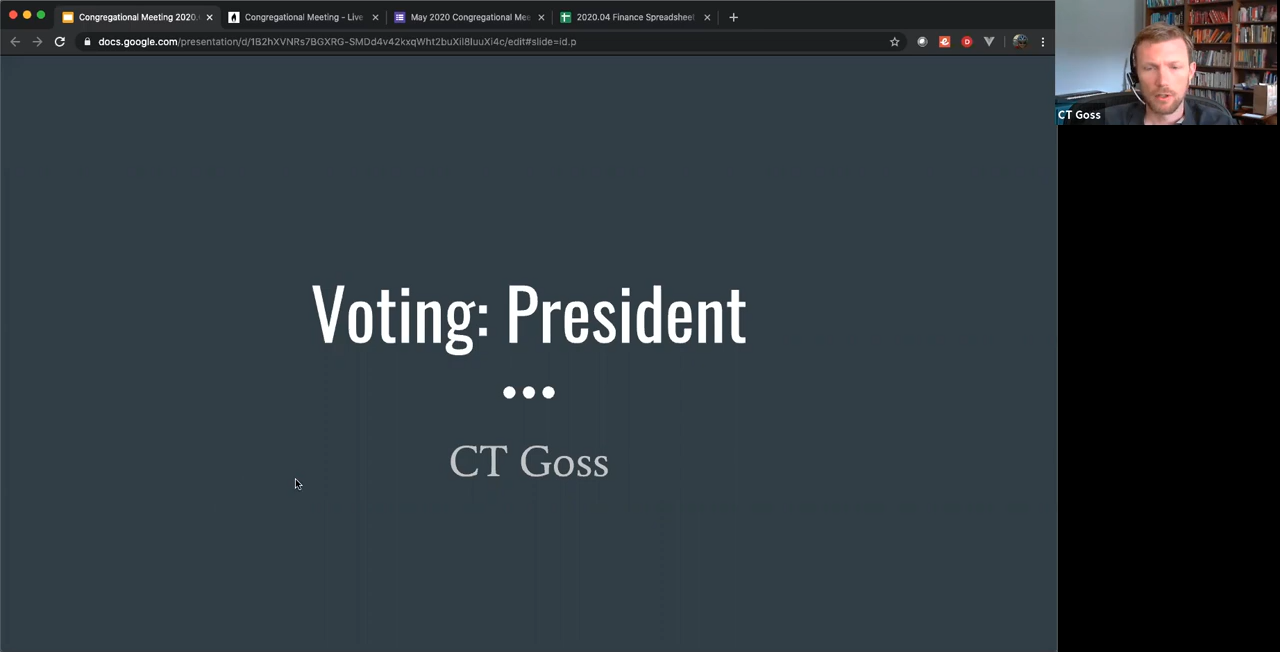 Congregational Meeting 2020.
Congregational Meeting - Live
May 2020 Congregational Mee
2020.04 Finance Spreadsheet
docs.google.com/presentation/d/1B2hXVNRs7BGXRG-SMDd4v42kxqWht2buXil8IuuXi4c/edit#slide=id.p
CT Goss
Voting: President
CT Goss